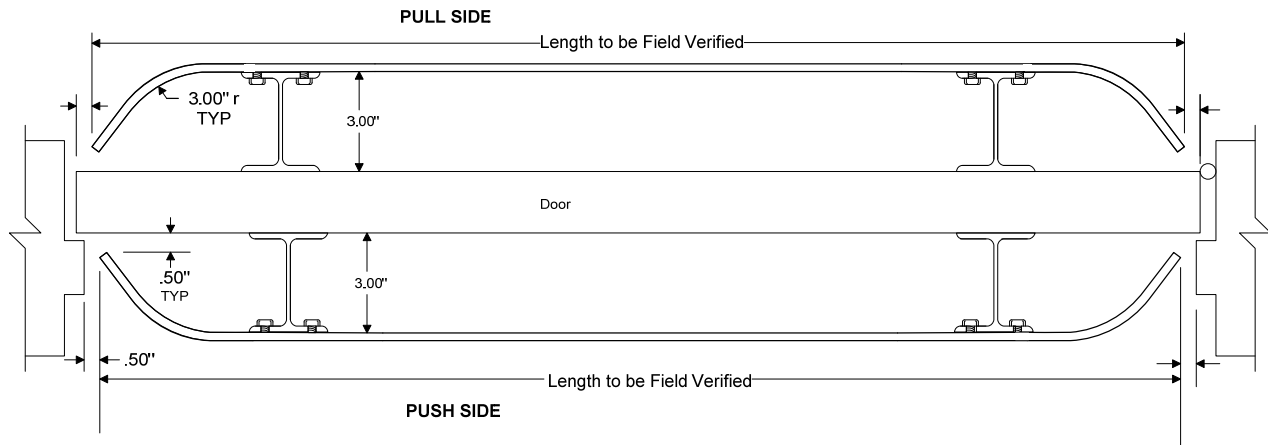 PULL SIDE
Length to be Field Verified
3.00" r
TYP
3.00"
Door
.50"
TYP
3.00"
.50"
Length to be Field Verified
PUSH SIDE